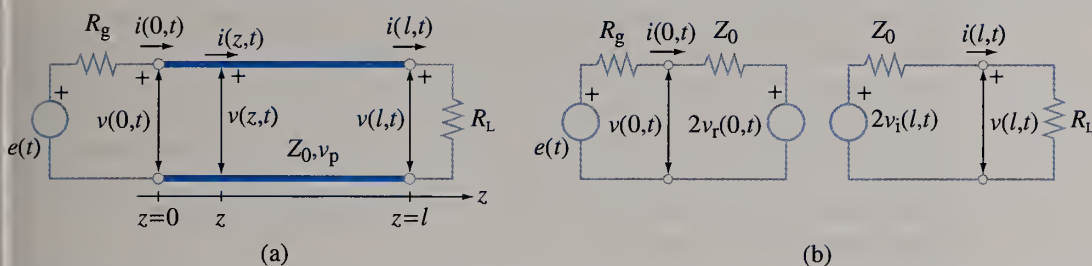 R_g i(0,t) i(z,t) i(l,t)
+ + + +
e(t) v(0,t) v(z,t) v(l,t) R_L
Z_0, v_p
z=0 z z=l z
(a)
R_g i(0,t) Z_0
+ + +
e(t) v(0,t) 2v_r(0,t)
Z_0 i(l,t)
+ +
2v_i(l,t) v(l,t) R_L
(b)